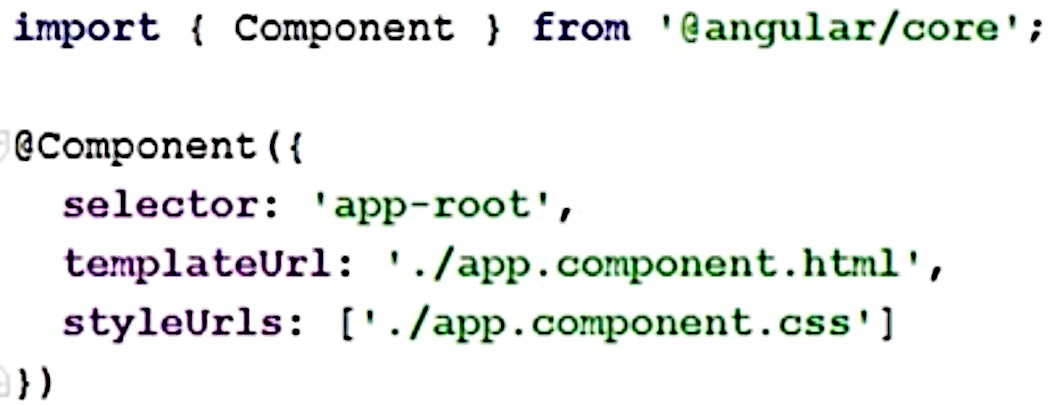 import { Component } from '@angular/core';
@Component({
  selector: 'app-root',
  templateUrl: './app.component.html',
  styleUrls: ['./app.component.css']
})